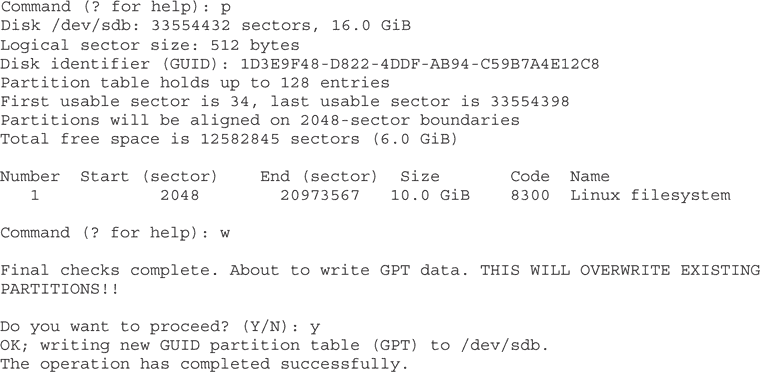 Command (? for help): p
Disk /dev/sdb: 33554432 sectors, 16.0 GiB
Logical sector size: 512 bytes
Disk identifier (GUID): 1D3E9F48-D822-4DDF-AB94-C59B7A4E12C8
Partition table holds up to 128 entries
First usable sector is 34, last usable sector is 33554398
Partitions will be aligned on 2048-sector boundaries
Total free space is 12582845 sectors (6.0 GiB)
Number  Start (sector)    End (sector)  Size       Code  Name
   1            2048        20973567   10.0 GiB    8300  Linux filesystem
Command (? for help): w
Final checks complete. About to write GPT data. THIS WILL OVERWRITE EXISTING
PARTITIONS!!
Do you want to proceed? (Y/N): y
OK; writing new GUID partition table (GPT) to /dev/sdb.
The operation has completed successfully.